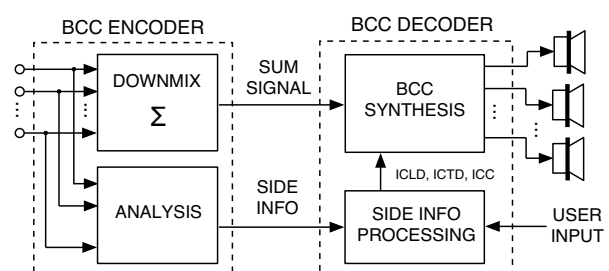 BCC ENCODER
BCC DECODER
DOWNMIX
Σ
SUM
SIGNAL
BCC
SYNTHESIS
ICLD, ICTD, ICC
ANALYSIS
SIDE
INFO
SIDE INFO
PROCESSING
USER
INPUT